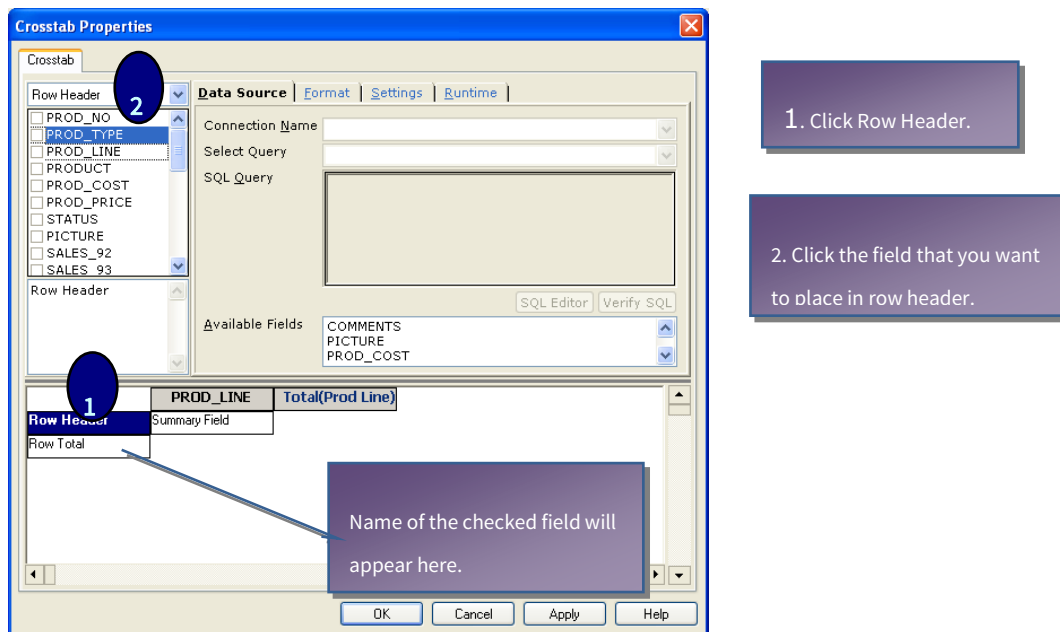 Crosstab Properties
Crosstab
Row Header
2
Data Source | Format | Settings | Runtime |
PROD_NO
PROD_TYPE
PROD_LINE
PRODUCT
PROD_COST
PROD_PRICE
STATUS
PICTURE
SALES_92
SALES_93
Row Header
Connection Name
Select Query
SQL Query
SQL Editor
Verify SQL
Available Fields
COMMENTS
PICTURE
PROD_COST
PROD_LINE
Total(Prod Line)
1
Row Header
Summary Field
Row Total
Name of the checked field will
appear here.
OK
Cancel
Apply
Help
1. Click Row Header.
2. Click the field that you want
to place in row header.